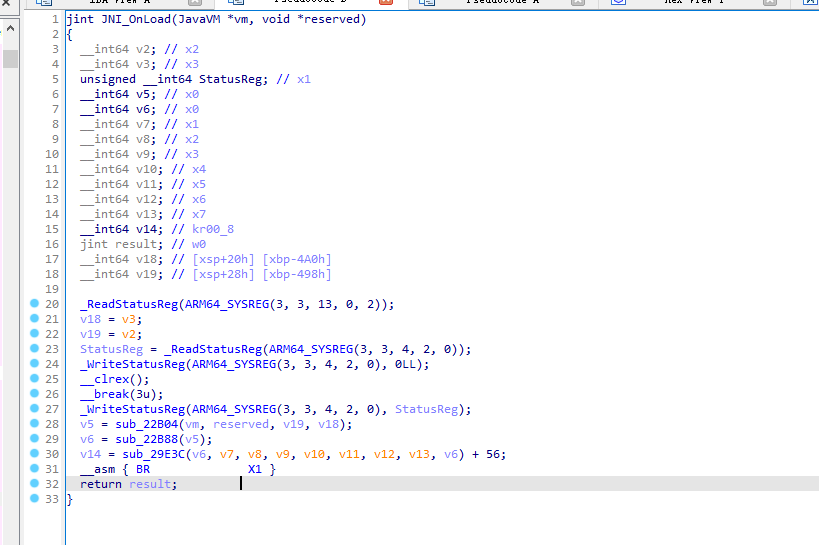 1 jint JNI_OnLoad(JavaVM *vm, void *reserved)
2 {
3 __int64 v2; // x2
4 __int64 v3; // x3
5 unsigned __int64 StatusReg; // x1
6 __int64 v5; // x0
7 __int64 v6; // x0
8 __int64 v7; // x1
9 __int64 v8; // x2
10 __int64 v9; // x3
11 __int64 v10; // x4
12 __int64 v11; // x5
13 __int64 v12; // x6
14 __int64 v13; // x7
15 __int64 v14; // kr00_8
16 jint result; // w0
17 __int64 v18; // [xsp+20h] [xbp-4A0h]
18 __int64 v19; // [xsp+28h] [xbp-498h]
19
20 _ReadStatusReg(ARM64_SYSREG(3, 3, 13, 0, 2));
21 v18 = v3;
22 v19 = v2;
23 StatusReg = _ReadStatusReg(ARM64_SYSREG(3, 3, 4, 2, 0));
24 _WriteStatusReg(ARM64_SYSREG(3, 3, 4, 2, 0), 0LL);
25 __clrex();
26 __break(3u);
27 _WriteStatusReg(ARM64_SYSREG(3, 3, 4, 2, 0), StatusReg);
28 v5 = sub_22B04(vm, reserved, v19, v18);
29 v6 = sub_22B88(v5);
30 v14 = sub_29E3C(v6, v7, v8, v9, v10, v11, v12, v13, v6) + 56;
31 __asm { BR X1 }
32 return result;
33 }